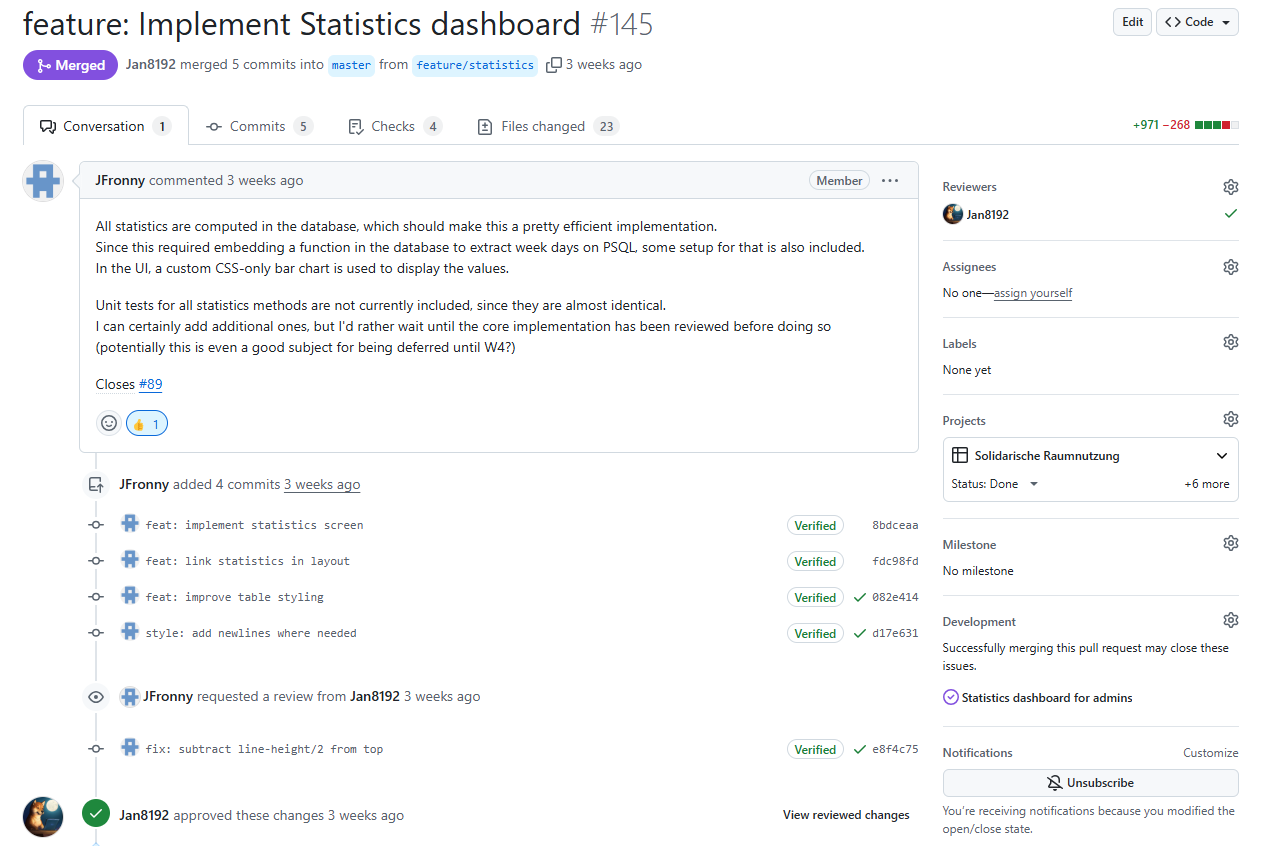 feature: Implement Statistics dashboard #145
Edit
Code
Merged
Jan8192 merged 5 commits into master from feature/statistics 3 weeks ago
Conversation 1
Commits 5
Checks 4
Files changed 23
+971 −268
JFronny commented 3 weeks ago
Member
All statistics are computed in the database, which should make this a pretty efficient implementation.
Since this required embedding a function in the database to extract week days on PSQL, some setup for that is also included.
In the UI, a custom CSS-only bar chart is used to display the values.
Unit tests for all statistics methods are not currently included, since they are almost identical.
I can certainly add additional ones, but I'd rather wait until the core implementation has been reviewed before doing so
(potentially this is even a good subject for being deferred until W4?)
Closes #89
👍 1
JFronny added 4 commits 3 weeks ago
feat: implement statistics screen Verified 8bdceaa
feat: link statistics in layout Verified fdc98fd
feat: improve table styling Verified 082e414
style: add newlines where needed Verified d17e631
JFronny requested a review from Jan8192 3 weeks ago
fix: subtract line-height/2 from top Verified e8f4c75
Jan8192 approved these changes 3 weeks ago
View reviewed changes
Reviewers
Jan8192
Assignees
No one—assign yourself
Labels
None yet
Projects
Solidarische Raumnutzung
Status: Done
+6 more
Milestone
No milestone
Development
Successfully merging this pull request may close these
issues.
Statistics dashboard for admins
Notifications
Customize
Unsubscribe
You're receiving notifications because you modified the
open/close state.